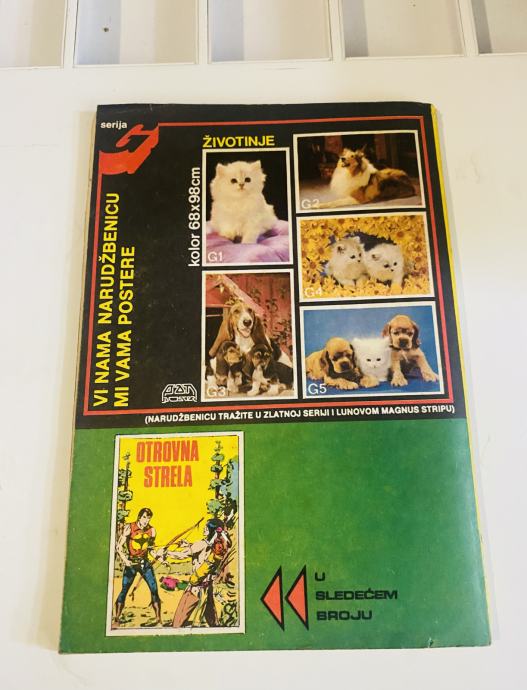 serija
G
ŽIVOTINJE
kolor 68x98cm
VI NAMA NARUDŽBENICU
MI VAMA POSTERE
G1
G2
G3
G4
G5
POSTER
(NARUDŽBENICU TRAŽITE U ZLATNOJ SERIJI I LUNOVOM MAGNUS STRIPU)
OTROVNA
STRELA
U
SLEDEĆEM
BROJU